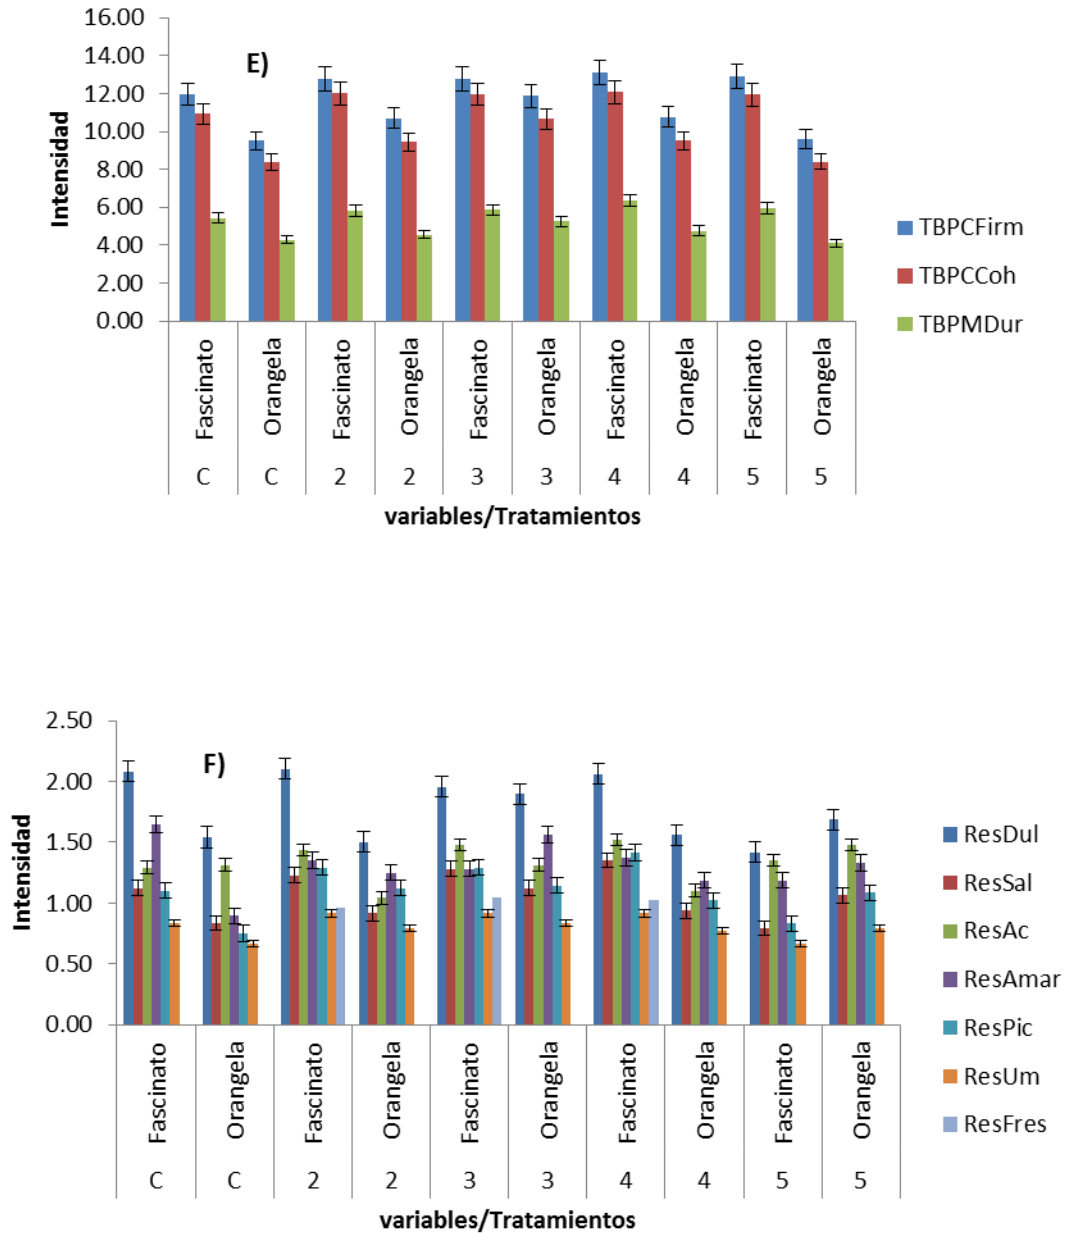 16.00
14.00
12.00
10.00
8.00
6.00
4.00
2.00
0.00
Intensidad
E)
Fascinato Orangela Fascinato Orangela Fascinato Orangela Fascinato Orangela Fascinato Orangela
C C 2 2 3 3 4 4 5 5
variables/Tratamientos
TBPCFirm
TBPCCoh
TBPMDur
2.50
2.00
1.50
1.00
0.50
0.00
Intensidad
F)
Fascinato Orangela Fascinato Orangela Fascinato Orangela Fascinato Orangela Fascinato Orangela
C C 2 2 3 3 4 4 5 5
variables/Tratamientos
ResDul
ResSal
ResAc
ResAmar
ResPic
ResUm
ResFres